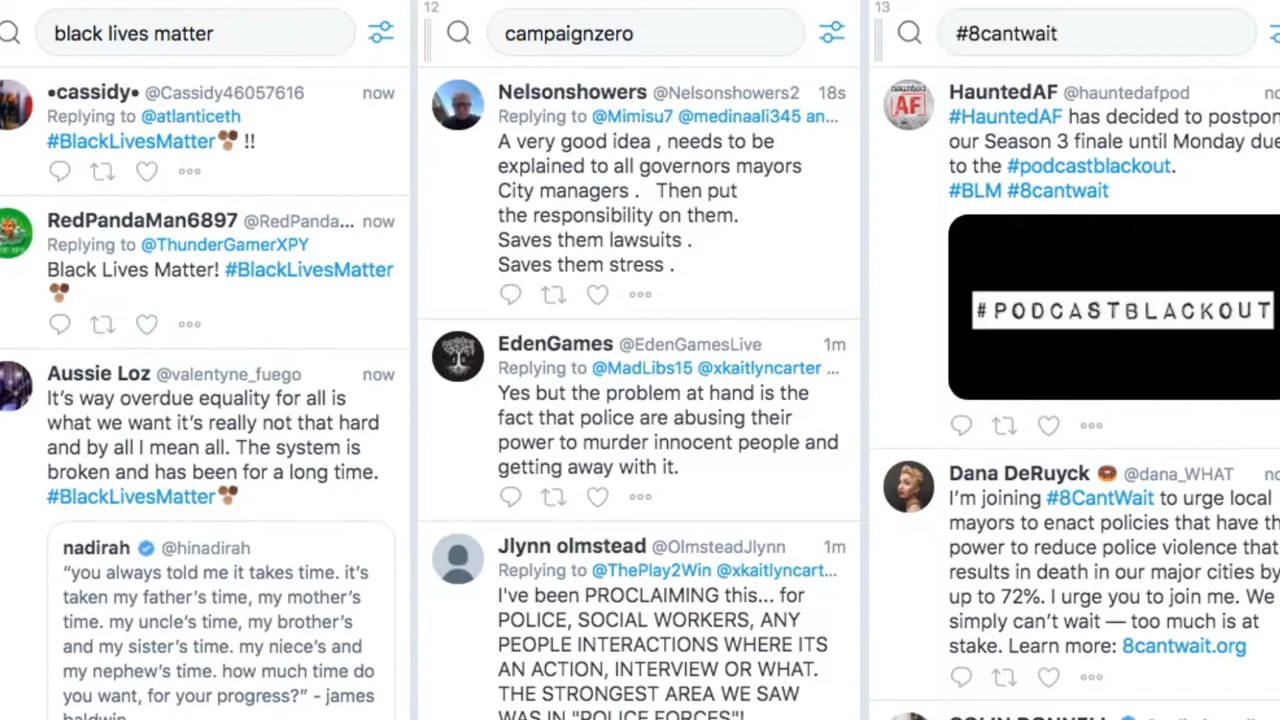 black lives matter
•cassidy• @Cassidy46057616 now
Replying to @atlanticeth
#BlackLivesMatter !!
RedPandaMan6897 @RedPanda... now
Replying to @ThunderGamerXPY
Black Lives Matter! #BlackLivesMatter
Aussie Loz @valentyne_fuego now
It's way overdue equality for all is
what we want it's really not that hard
and by all I mean all. The system is
broken and has been for a long time.
#BlackLivesMatter
nadirah @hinadirah
“you always told me it takes time. it's
taken my father's time, my mother's
time. my uncle's time, my brother's
and my sister's time. my niece's and
my nephew's time. how much time do
you want, for your progress?” - james
baldwin
12
campaignzero
Nelsonshowers @Nelsonshowers2 18s
Replying to @Mimisu7 @medinaali345 an...
A very good idea , needs to be
explained to all governors mayors
City managers . Then put
the responsibility on them.
Saves them lawsuits .
Saves them stress .
EdenGames @EdenGamesLive 1m
Replying to @MadLibs15 @xkaitlyncarter ...
Yes but the problem at hand is the
fact that police are abusing their
power to murder innocent people and
getting away with it.
Jlynn olmstead @OlmsteadJlynn 1m
Replying to @ThePlay2Win @xkaitlyncart...
I've been PROCLAIMING this... for
POLICE, SOCIAL WORKERS, ANY
PEOPLE INTERACTIONS WHERE ITS
AN ACTION, INTERVIEW OR WHAT.
THE STRONGEST AREA WE SAW
WAS IN "POLICE FORCES"!
13
#8cantwait
HauntedAF @hauntedafpod
#HauntedAF has decided to postpon
our Season 3 finale until Monday due
to the #podcastblackout.
#BLM #8cantwait
haunted
AF
#PODCASTBLACKOUT
Dana DeRuyck @dana_WHAT
I'm joining #8CantWait to urge local
mayors to enact policies that have th
power to reduce police violence that
results in death in our major cities by
up to 72%. I urge you to join me. We
simply can't wait — too much is at
stake. Learn more: 8cantwait.org